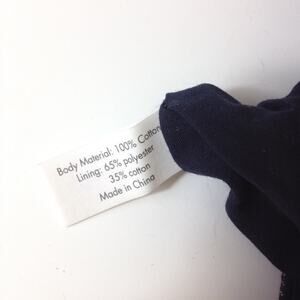 Body Material: 100% Cotton
Lining: 65% polyester
35% cotton
Made in China